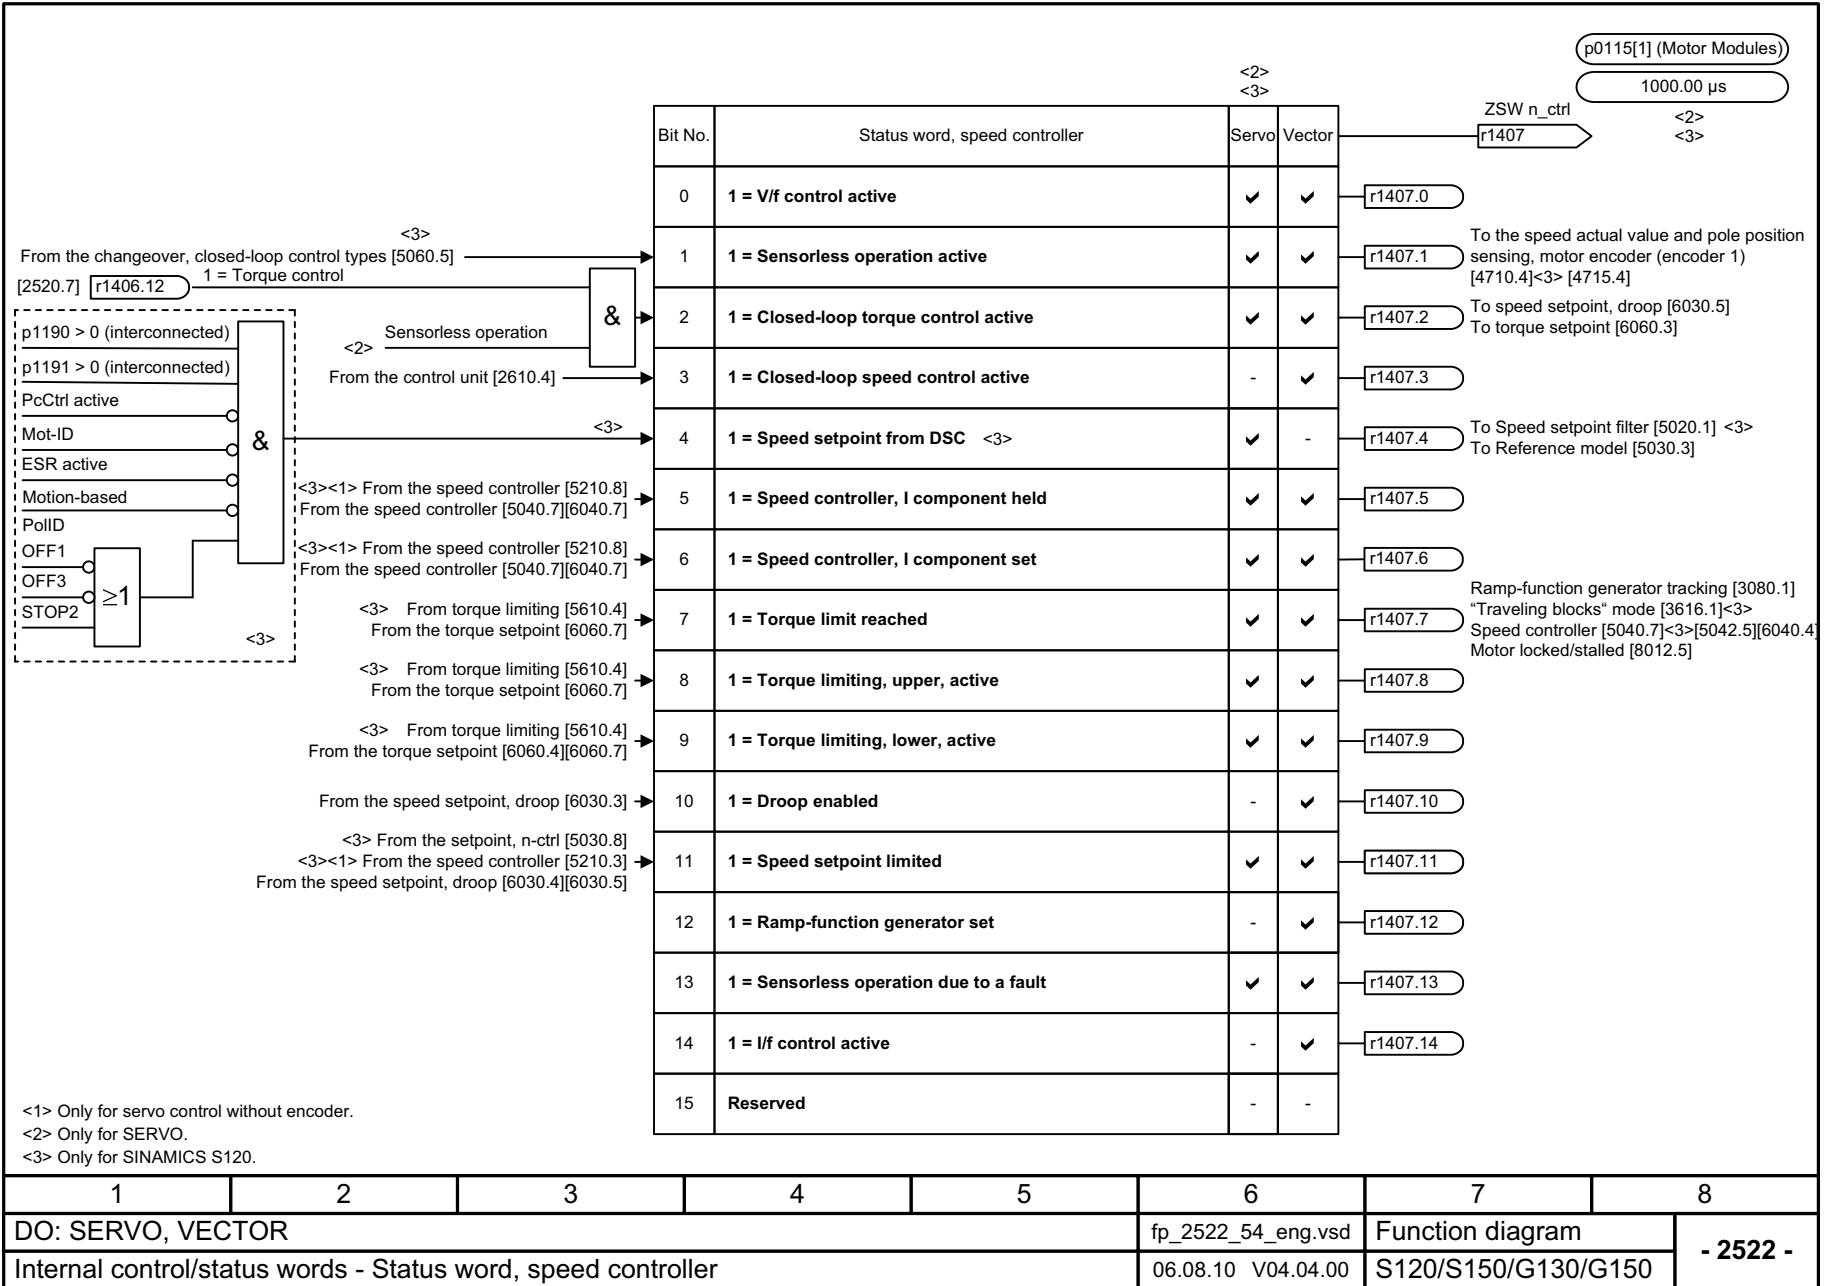 p0115[1] (Motor Modules)
1000.00 µs
<2>
<3>
<2>
<3>
ZSW n_ctrl
r1407
Bit No. Status word, speed controller Servo Vector
0 1 = V/f control active ✔ ✔ r1407.0
<3>
From the changeover, closed-loop control types [5060.5]
1 1 = Sensorless operation active ✔ ✔ r1407.1
To the speed actual value and pole position
sensing, motor encoder (encoder 1)
[4710.4]<3> [4715.4]
[2520.7] r1406.12 1 = Torque control
&
<2> Sensorless operation
2 1 = Closed-loop torque control active ✔ ✔ r1407.2
To speed setpoint, droop [6030.5]
To torque setpoint [6060.3]
From the control unit [2610.4]
3 1 = Closed-loop speed control active - ✔ r1407.3
p1190 > 0 (interconnected)
p1191 > 0 (interconnected)
PcCtrl active
Mot-ID
ESR active
Motion-based
PolID
OFF1
OFF3
STOP2
≥1
&
<3>
<3>
4 1 = Speed setpoint from DSC <3> ✔ - r1407.4
To Speed setpoint filter [5020.1] <3>
To Reference model [5030.3]
<3><1> From the speed controller [5210.8]
From the speed controller [5040.7][6040.7]
5 1 = Speed controller, I component held ✔ ✔ r1407.5
<3><1> From the speed controller [5210.8]
From the speed controller [5040.7][6040.7]
6 1 = Speed controller, I component set ✔ ✔ r1407.6
<3> From torque limiting [5610.4]
From the torque setpoint [6060.7]
7 1 = Torque limit reached ✔ ✔ r1407.7
Ramp-function generator tracking [3080.1]
“Traveling blocks“ mode [3616.1]<3>
Speed controller [5040.7]<3>[5042.5][6040.4]
Motor locked/stalled [8012.5]
<3> From torque limiting [5610.4]
From the torque setpoint [6060.7]
8 1 = Torque limiting, upper, active ✔ ✔ r1407.8
<3> From torque limiting [5610.4]
From the torque setpoint [6060.4][6060.7]
9 1 = Torque limiting, lower, active ✔ ✔ r1407.9
From the speed setpoint, droop [6030.3]
10 1 = Droop enabled - ✔ r1407.10
<3> From the setpoint, n-ctrl [5030.8]
<3><1> From the speed controller [5210.3]
From the speed setpoint, droop [6030.4][6030.5]
11 1 = Speed setpoint limited ✔ ✔ r1407.11
12 1 = Ramp-function generator set - ✔ r1407.12
13 1 = Sensorless operation due to a fault ✔ ✔ r1407.13
14 1 = I/f control active - ✔ r1407.14
15 Reserved - -
<1> Only for servo control without encoder.
<2> Only for SERVO.
<3> Only for SINAMICS S120.
1 2 3 4 5 6 7 8
DO: SERVO, VECTOR fp_2522_54_eng.vsd Function diagram
- 2522 -
Internal control/status words - Status word, speed controller 06.08.10 V04.04.00 S120/S150/G130/G150